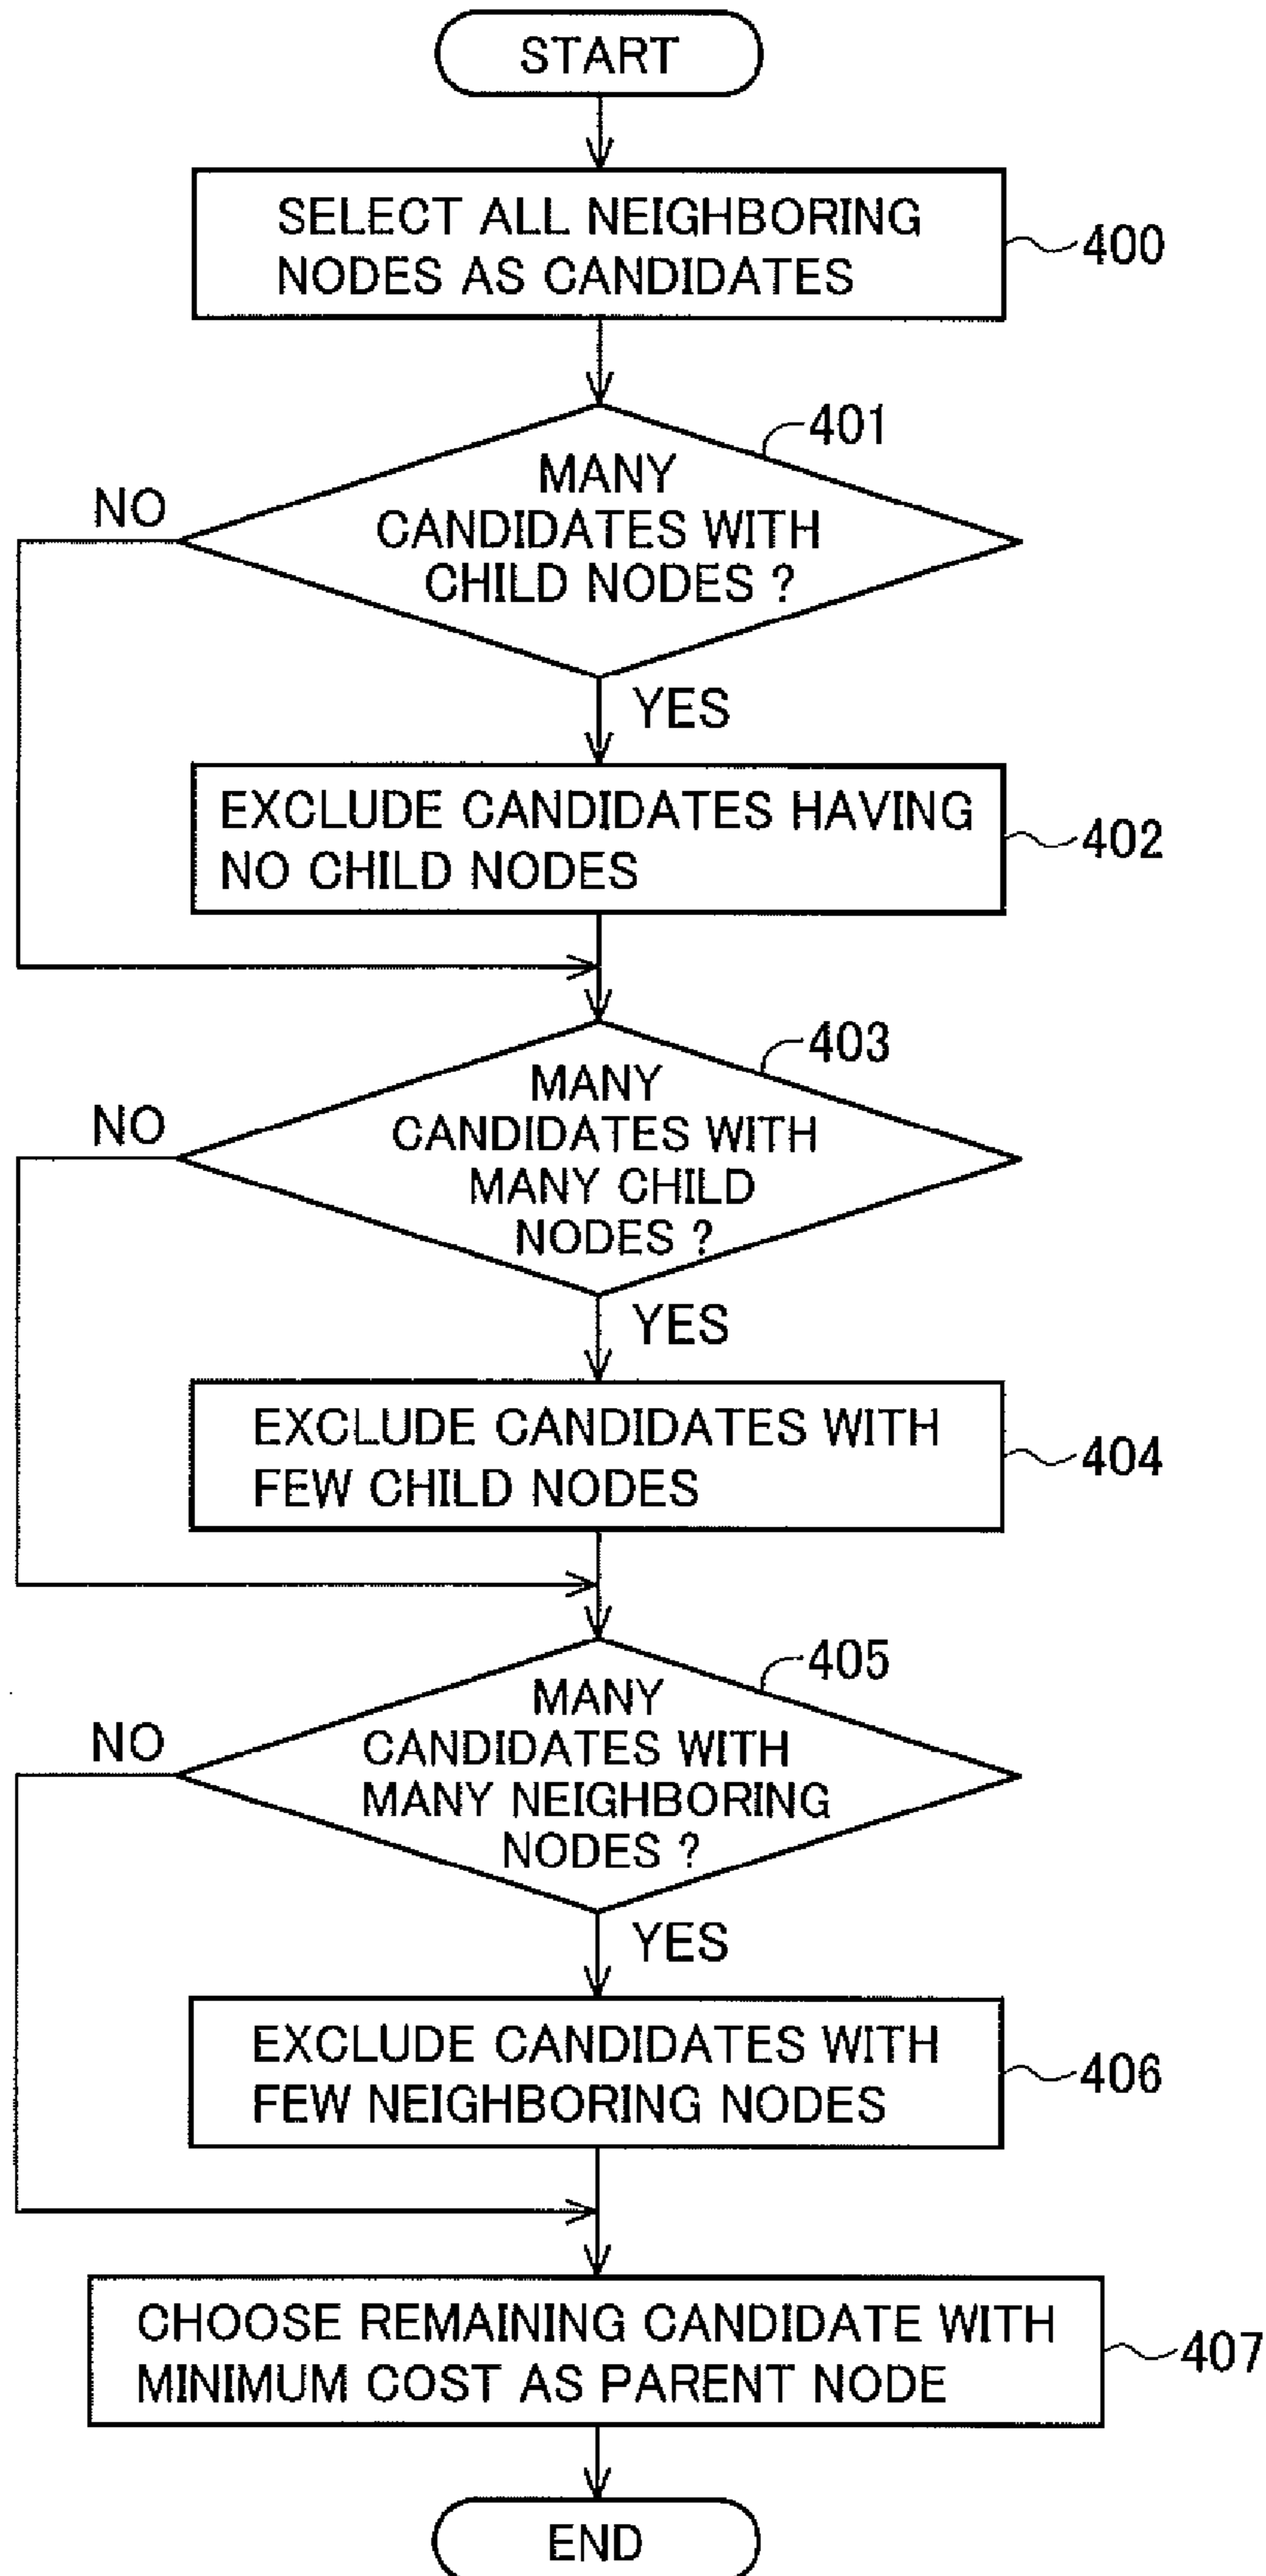 START
SELECT ALL NEIGHBORING
NODES AS CANDIDATES
400
401
MANY
CANDIDATES WITH
CHILD NODES ?
NO
YES
EXCLUDE CANDIDATES HAVING
NO CHILD NODES
402
403
MANY
CANDIDATES WITH
MANY CHILD
NODES ?
NO
YES
EXCLUDE CANDIDATES WITH
FEW CHILD NODES
404
405
MANY
CANDIDATES WITH
MANY NEIGHBORING
NODES ?
NO
YES
EXCLUDE CANDIDATES WITH
FEW NEIGHBORING NODES
406
CHOOSE REMAINING CANDIDATE WITH
MINIMUM COST AS PARENT NODE
407
END